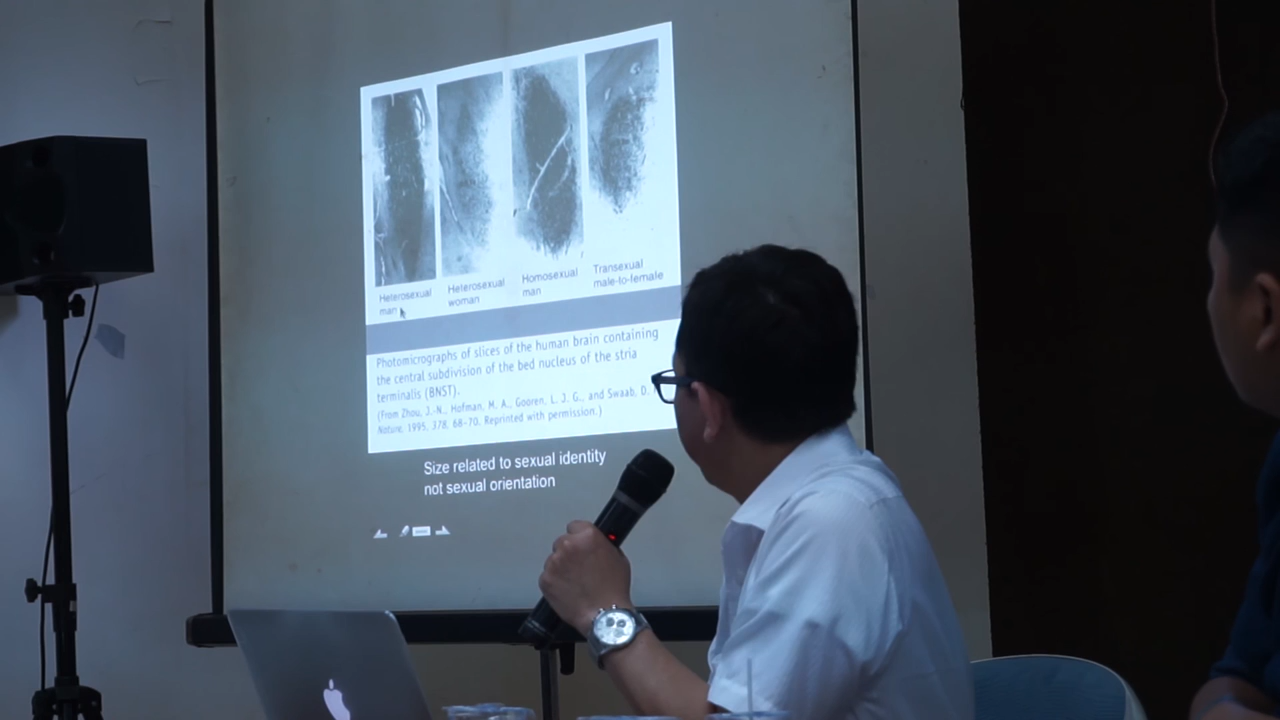 Heterosexual
man
Heterosexual
woman
Homosexual
man
Transexual
male-to-female
Photomicrographs of slices of the human brain containing
the central subdivision of the bed nucleus of the stria
terminalis (BNST).
(From Zhou, J.-N., Hofman, M. A., Gooren, L. J. G., and Swaab, D.
Nature, 1995, 378, 68–70. Reprinted with permission.)
Size related to sexual identity
not sexual orientation